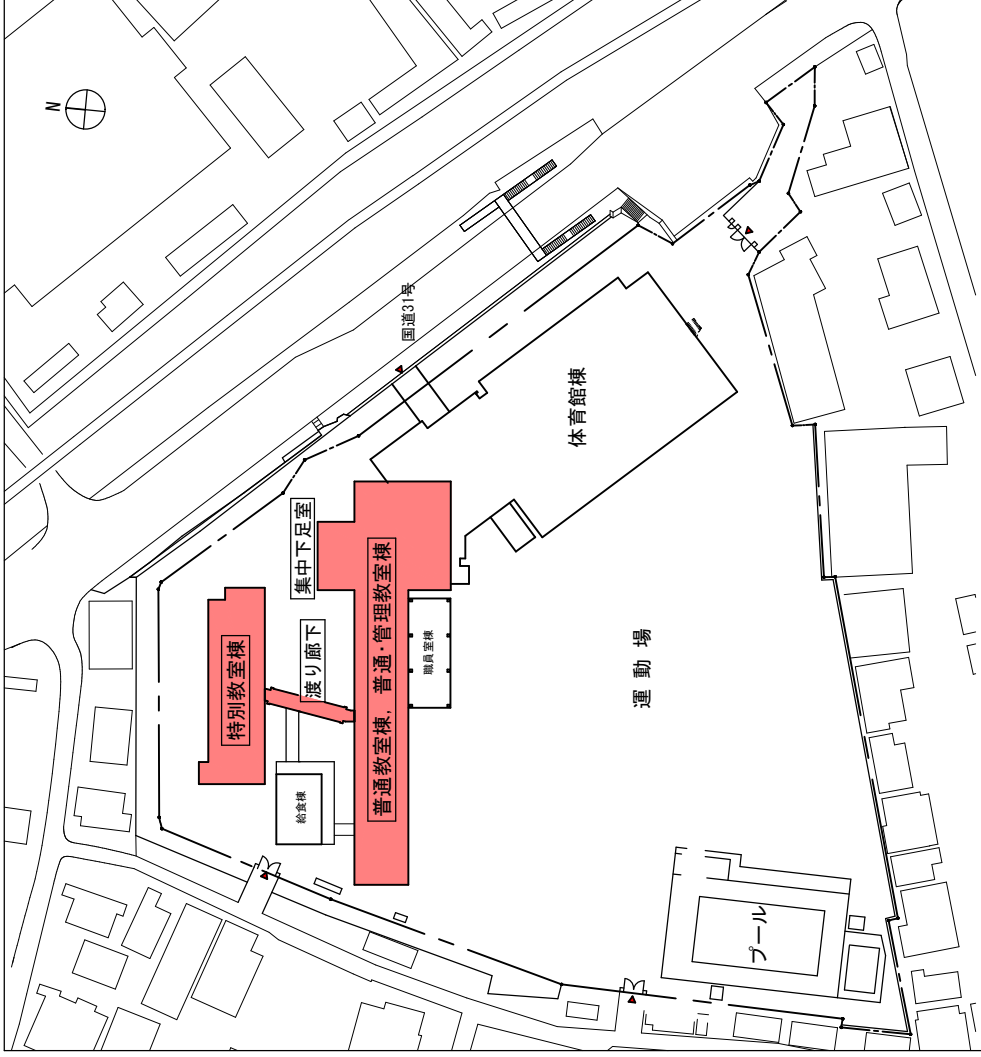 N
国道31号
体育館棟
集中下足室
特別教室棟
渡り廊下
普通教室棟，普通・管理教室棟
職員室棟
給食棟
運動場
プール